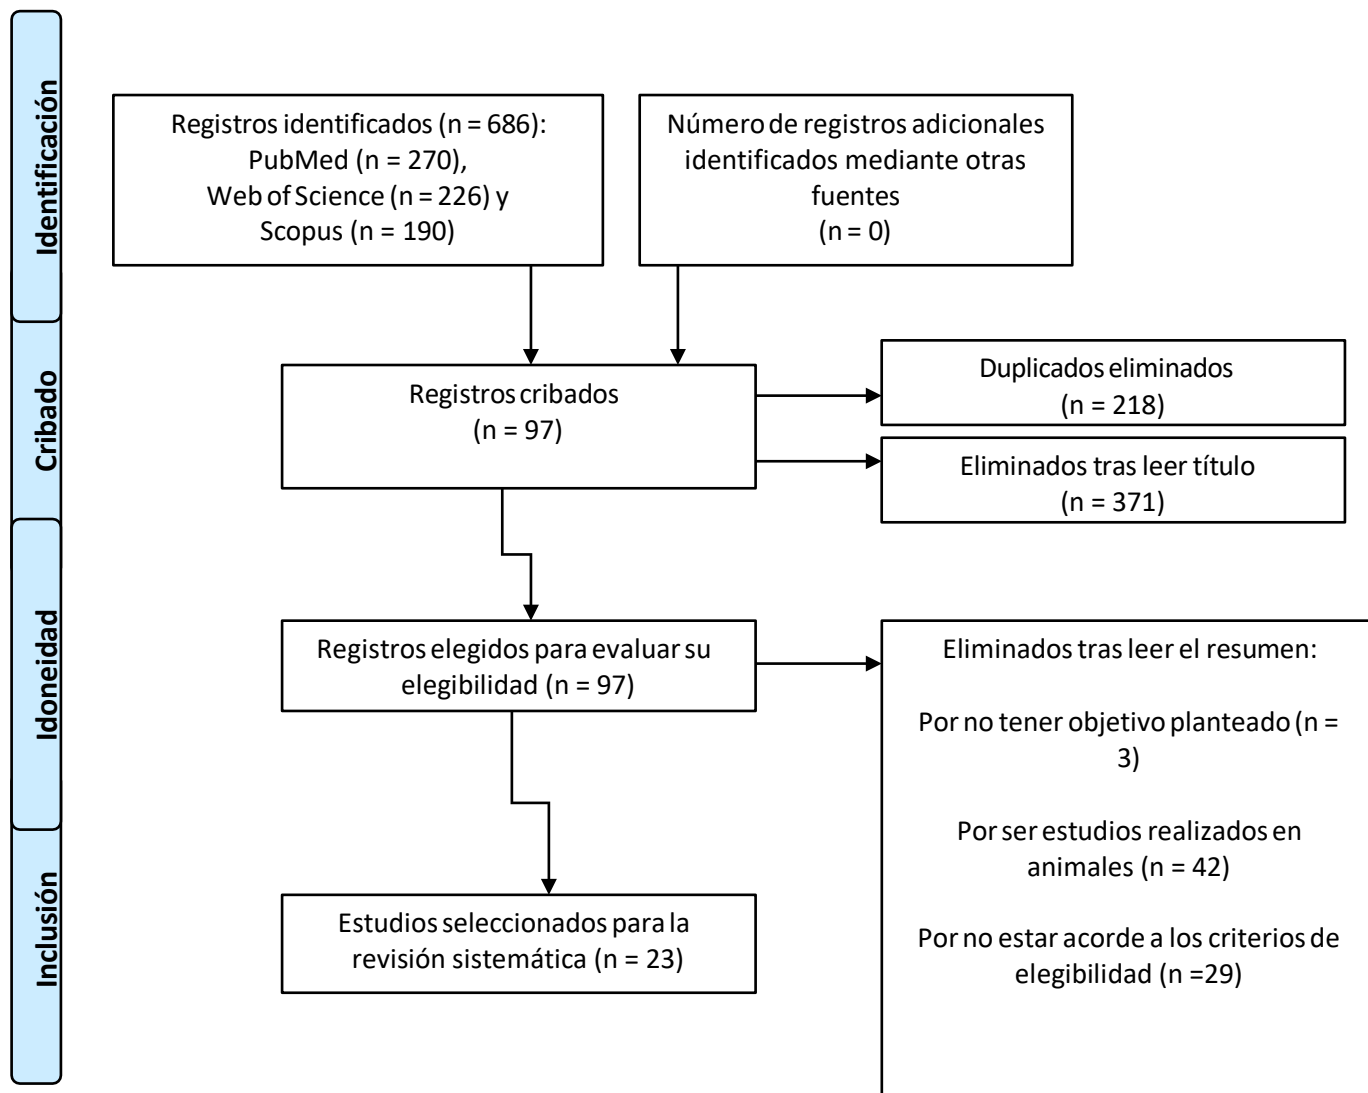 Identificación
Registros identificados (n = 686):
PubMed (n = 270),
Web of Science (n = 226) y
Scopus (n = 190)
Número de registros adicionales
identificados mediante otras
fuentes
(n = 0)
Cribado
Registros cribados
(n = 97)
Duplicados eliminados
(n = 218)
Eliminados tras leer título
(n = 371)
Idoneidad
Registros elegidos para evaluar su
elegibilidad (n = 97)
Eliminados tras leer el resumen:
Por no tener objetivo planteado (n =
3)
Por ser estudios realizados en
animales (n = 42)
Por no estar acorde a los criterios de
elegibilidad (n =29)
Inclusión
Estudios seleccionados para la
revisión sistemática (n = 23)